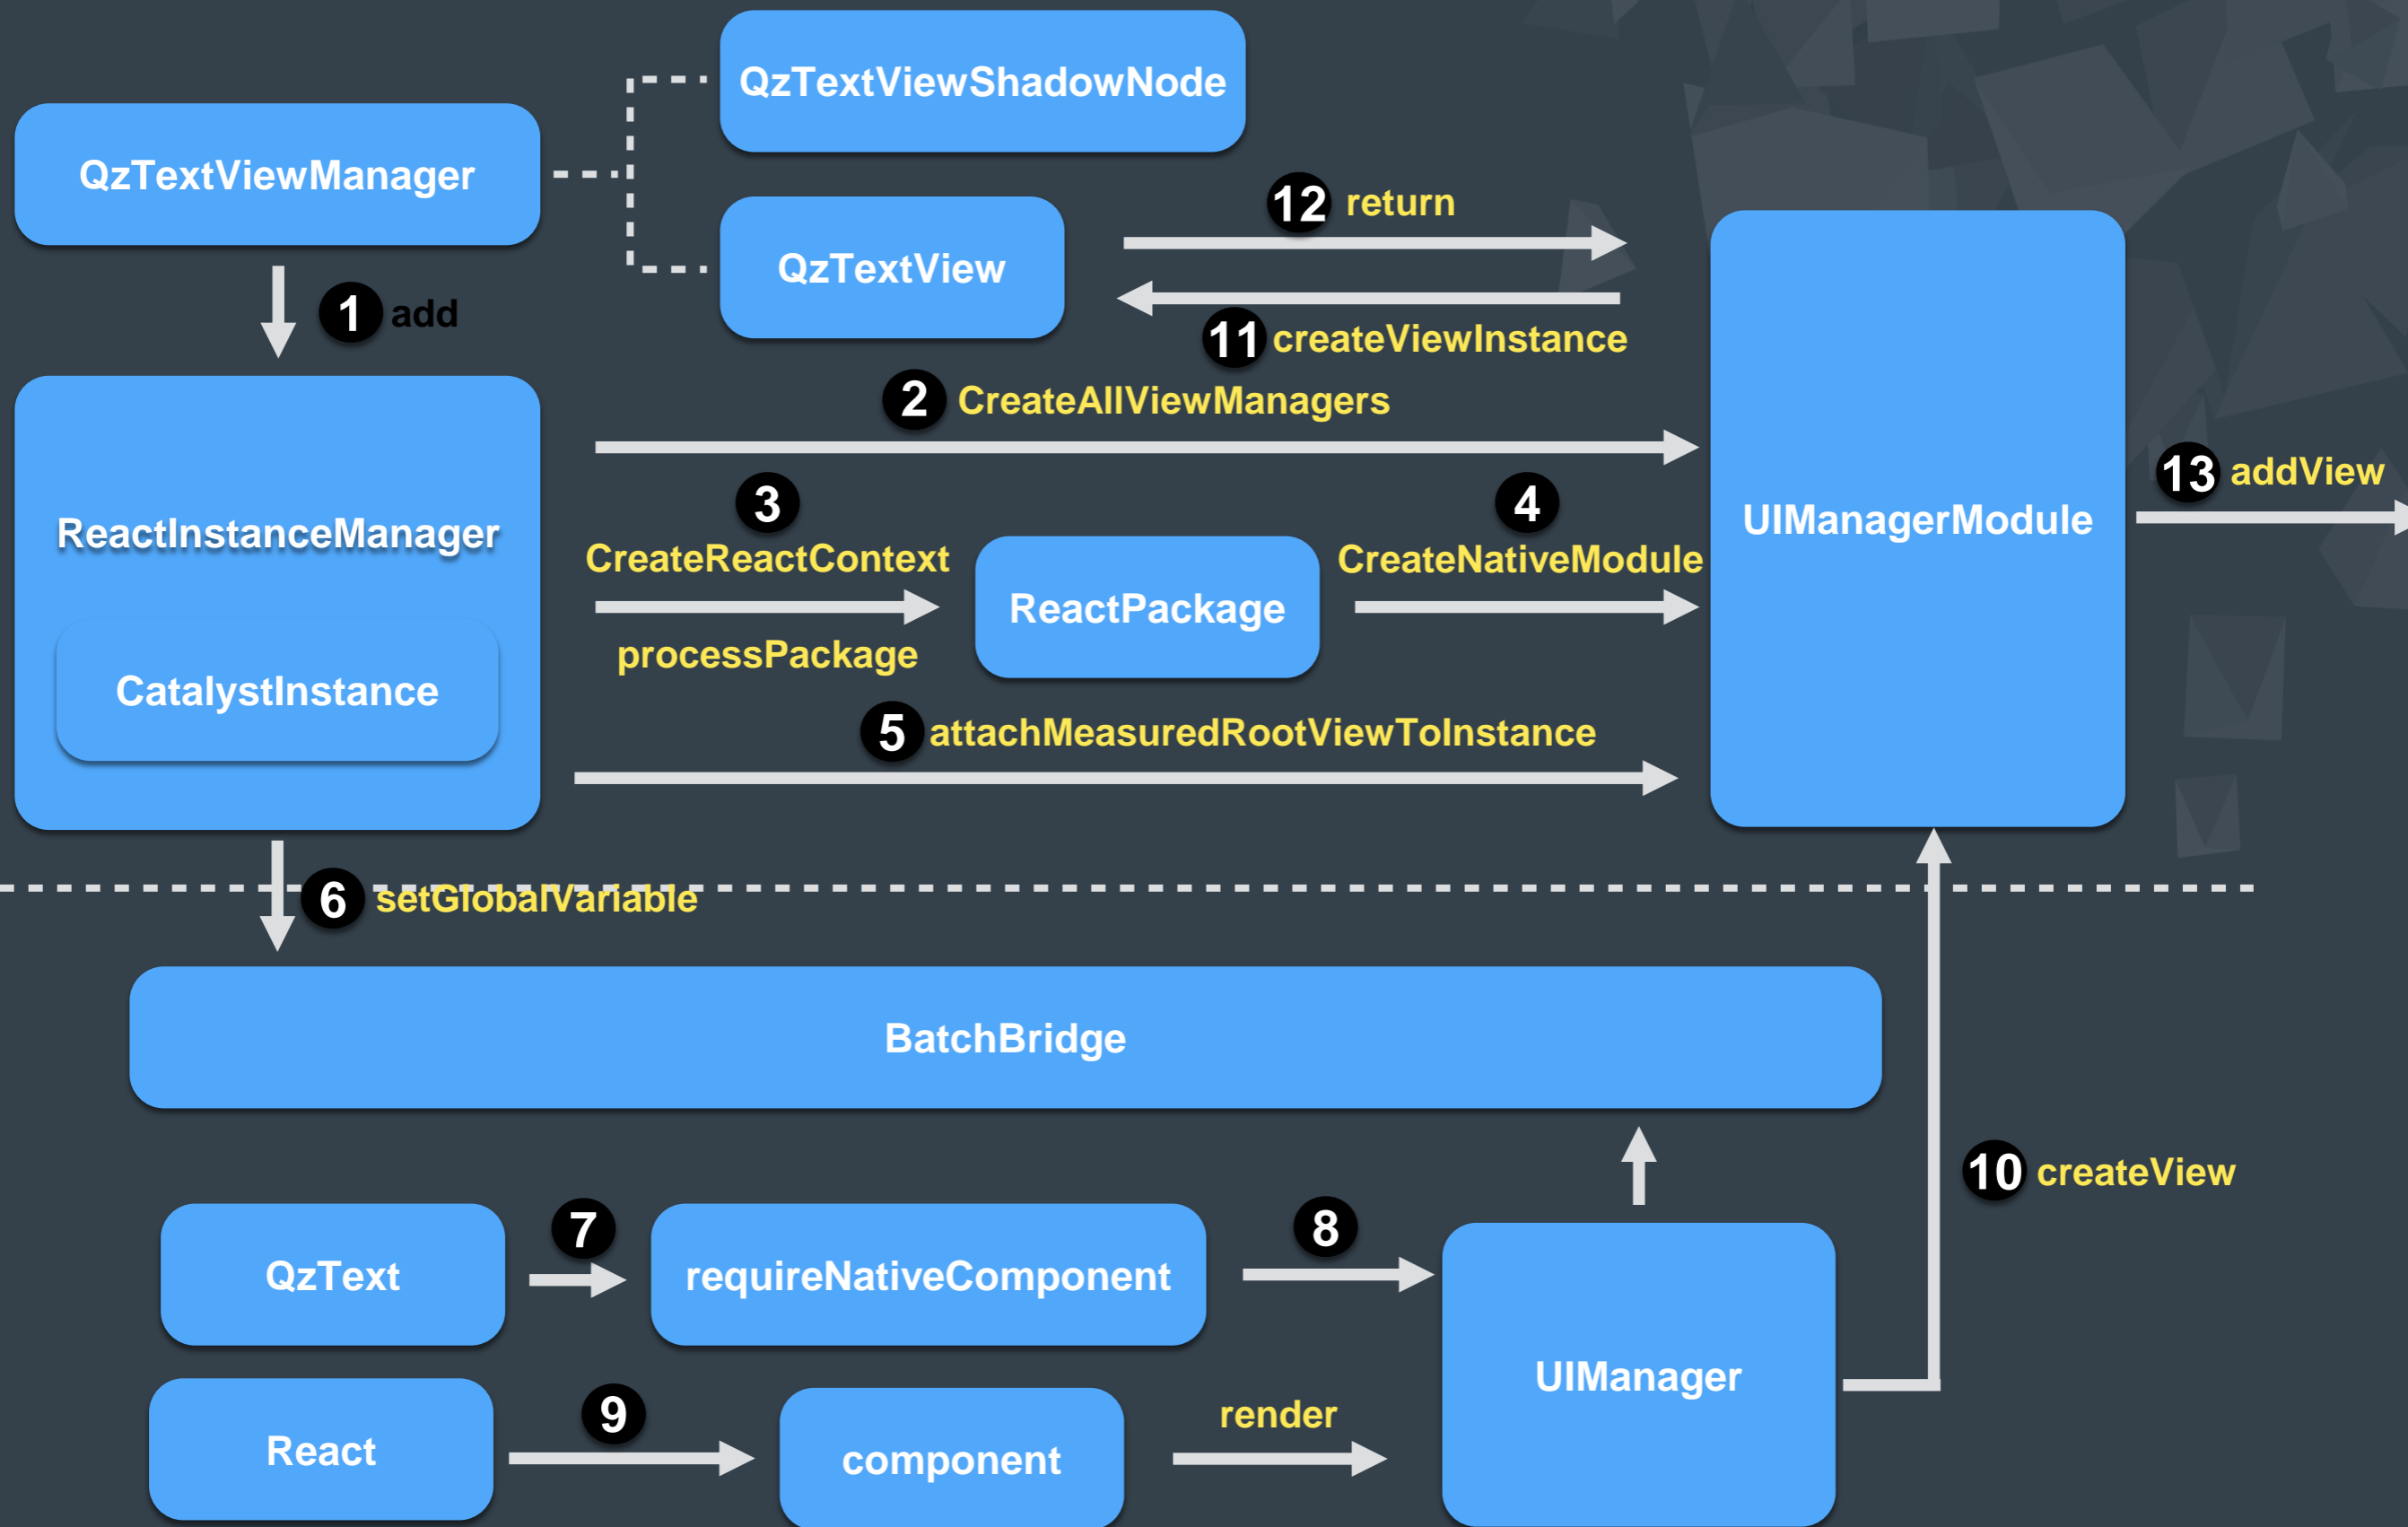 QzTextViewShadowNode
QzTextViewManager
12 return
QzTextView
1 add
11 createViewInstance
2 CreateAllViewManagers
13 addView
3
4
ReactInstanceManager
UIManagerModule
CreateReactContext
CreateNativeModule
ReactPackage
processPackage
CatalystInstance
5 attachMeasuredRootViewToInstance
6 setGlobalVariable
BatchBridge
10 createView
7
8
QzText
requireNativeComponent
UIManager
9
render
React
component